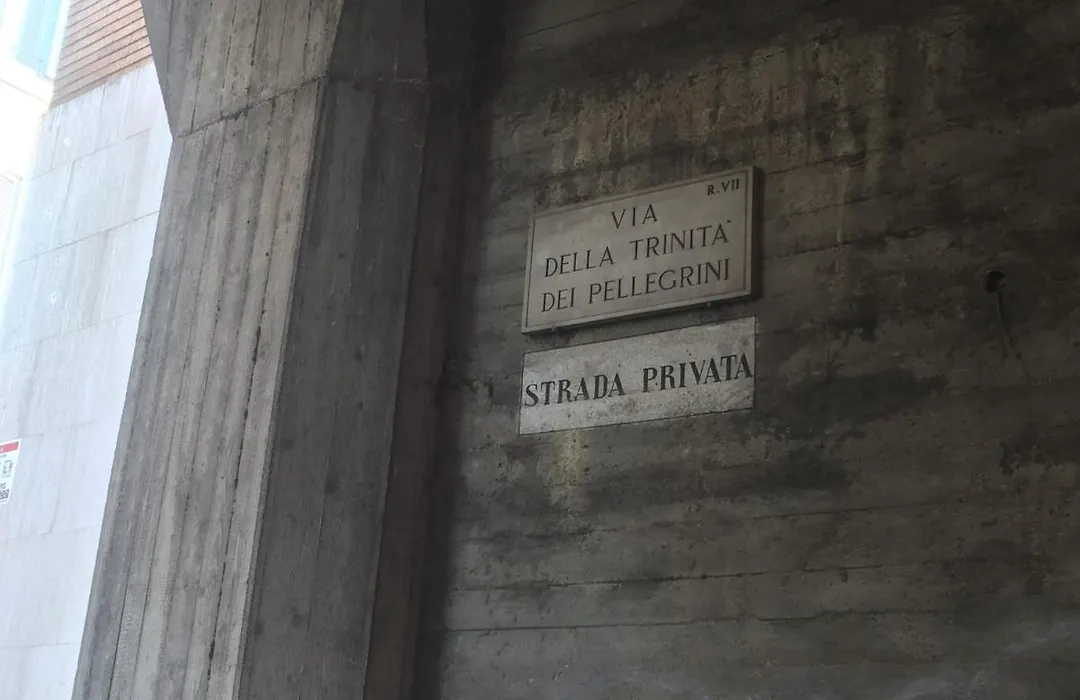 R. VII
VIA
DELLA TRINITA'
DEI PELLEGRINI
STRADA PRIVATA